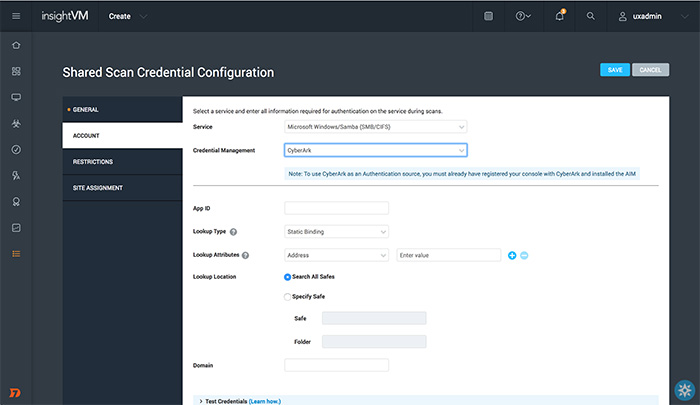 insightVM
Create
2
uxadmin
Shared Scan Credential Configuration
SAVE
CANCEL
GENERAL
ACCOUNT
RESTRICTIONS
SITE ASSIGNMENT
Select a service and enter all information required for authentication on the service during scans.
Service
Microsoft Windows/Samba (SMB/CIFS)
Credential Management
CyberArk
Note: To use CyberArk as an Authentication source, you must already have registered your console with CyberArk and installed the AIM
App ID
Lookup Type ?
Static Binding
Lookup Attributes ?
Address
Enter value
Lookup Location
Search All Safes
Specify Safe
Safe
Folder
Domain
Test Credentials (Learn how.)